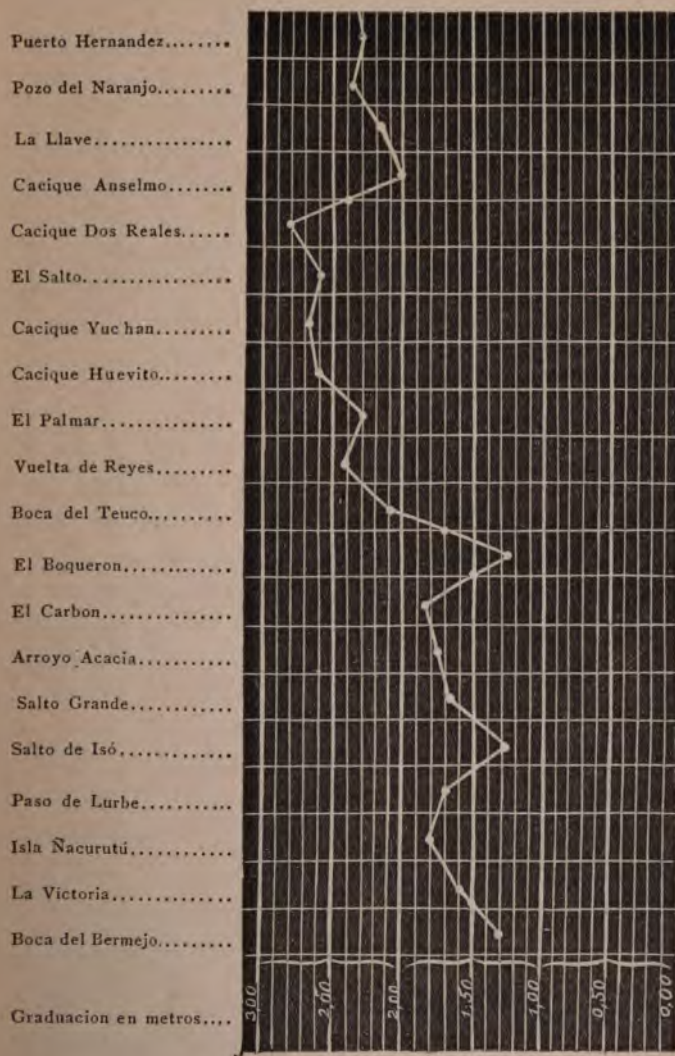 Puerto Hernandez........
Pozo del Naranjo.........
La Llave................
Cacique Anselmo........
Cacique Dos Reales......
El Salto.................
Cacique Yuchan.........
Cacique Huevito.........
El Palmar...............
Vuelta de Reyes.........
Boca del Teuco..........
El Boqueron.............
El Carbon...............
Arroyo Acacia...........
Salto Grande............
Salto de Isó.............
Paso de Lurbe...........
Isla Ñacurutú............
La Victoria..............
Boca del Bermejo.........
Graduacion en metros.... 3,00 2,00 2,00 1,50 1,00 0,50 0,00